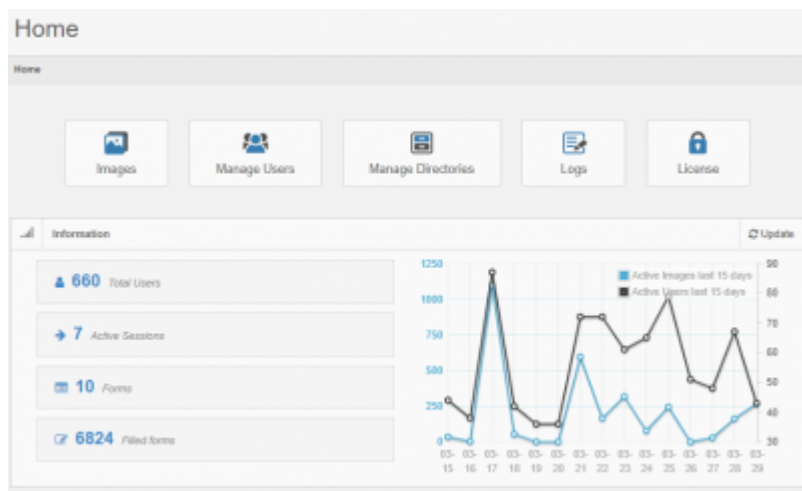 Home
Home
Images Manage Users Manage Directories Logs License
Information Update
660 Total Users
7 Active Sessions
10 Forms
6824 Filled forms
1250 90
Active Images last 15 days
Active Users last 15 days
1000 80
750 70
60
500 50
250 40
0 30
03-15 03-16 03-17 03-18 03-19 03-20 03-21 03-22 03-23 03-24 03-25 03-26 03-27 03-28 03-29